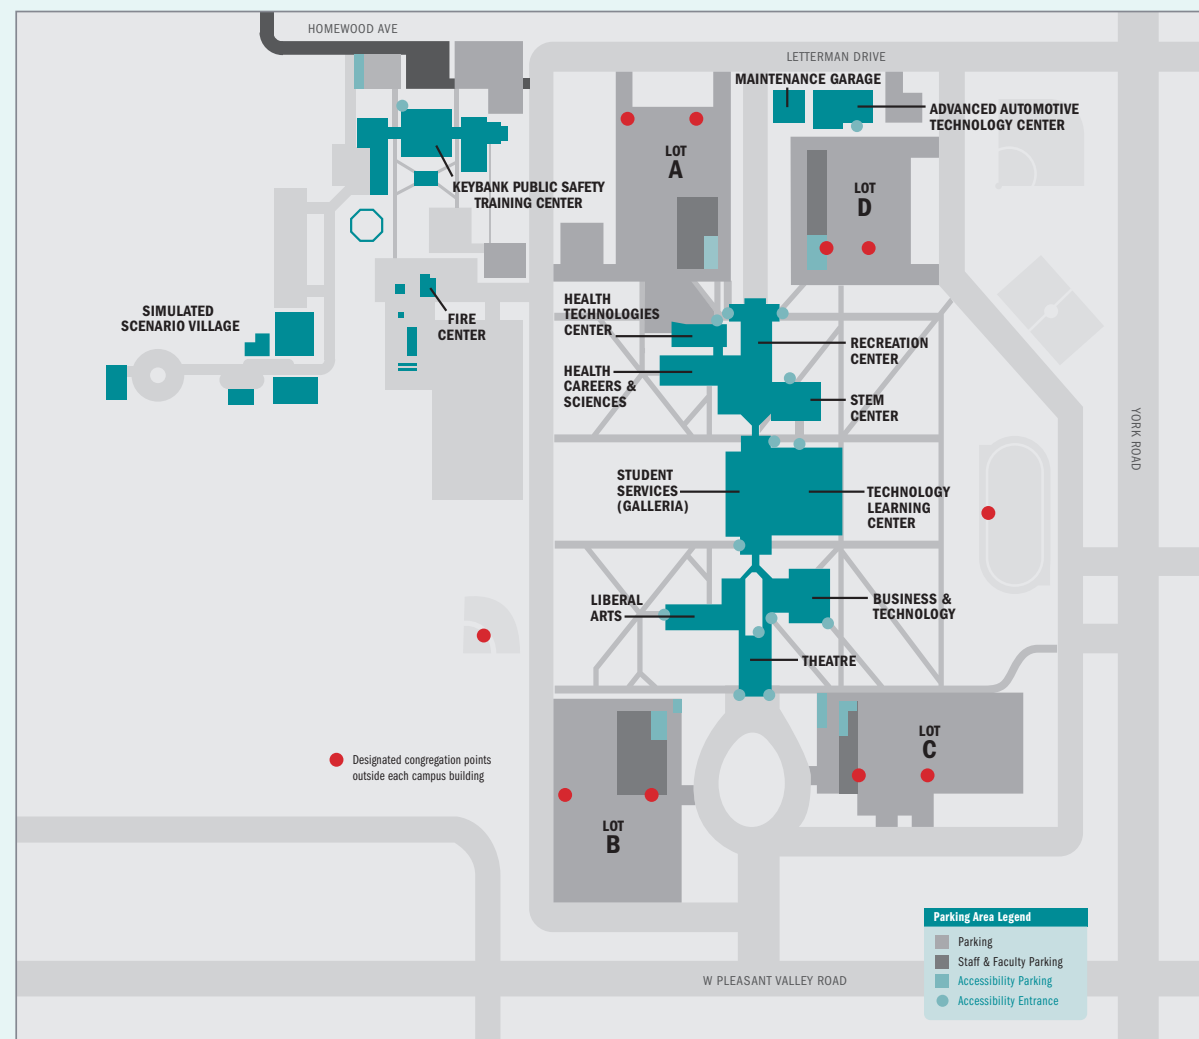 HOMEWOOD AVE
LETTERMAN DRIVE
MAINTENANCE GARAGE
ADVANCED AUTOMOTIVE
TECHNOLOGY CENTER
LOT
A
LOT
D
KEYBANK PUBLIC SAFETY
TRAINING CENTER
SIMULATED
SCENARIO VILLAGE
FIRE
CENTER
HEALTH
TECHNOLOGIES
CENTER
RECREATION
CENTER
HEALTH
CAREERS &
SCIENCES
STEM
CENTER
YORK ROAD
STUDENT
SERVICES
(GALLERIA)
TECHNOLOGY
LEARNING
CENTER
LIBERAL
ARTS
BUSINESS &
TECHNOLOGY
THEATRE
LOT
C
Designated congregation points
outside each campus building
LOT
B
Parking Area Legend
Parking
Staff & Faculty Parking
Accessibility Parking
Accessibility Entrance
W PLEASANT VALLEY ROAD